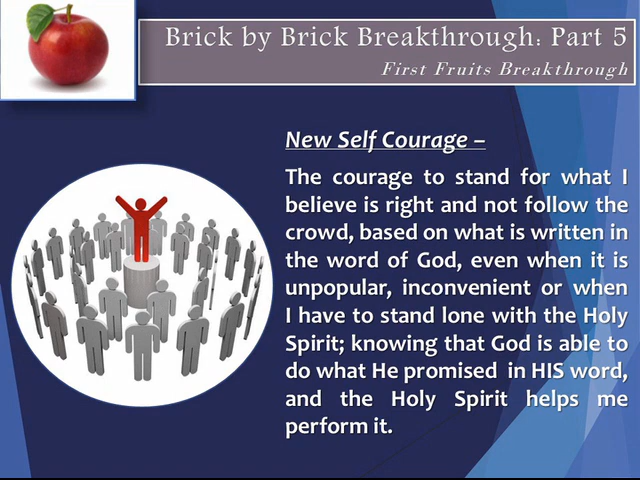 Brick by Brick Breakthrough: Part 5
First Fruits Breakthrough
New Self Courage –
The courage to stand for what I
believe is right and not follow the
crowd, based on what is written in
the word of God, even when it is
unpopular, inconvenient or when
I have to stand lone with the Holy
Spirit; knowing that God is able to
do what He promised in HIS word,
and the Holy Spirit helps me
perform it.